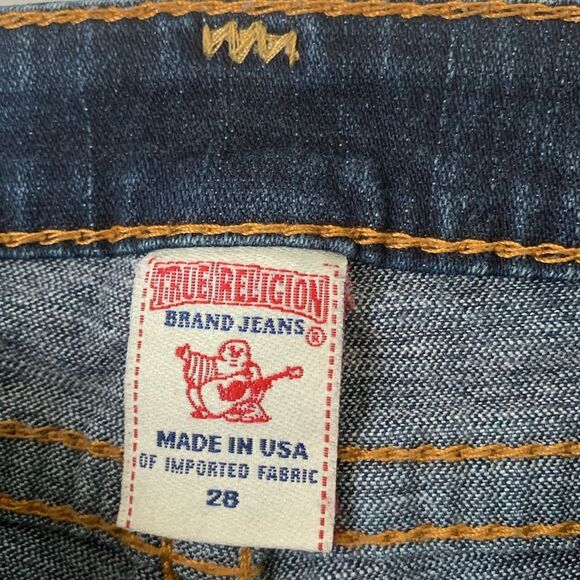 TRUE RELIGION
BRAND JEANS ®
MADE IN USA
OF IMPORTED FABRIC
28